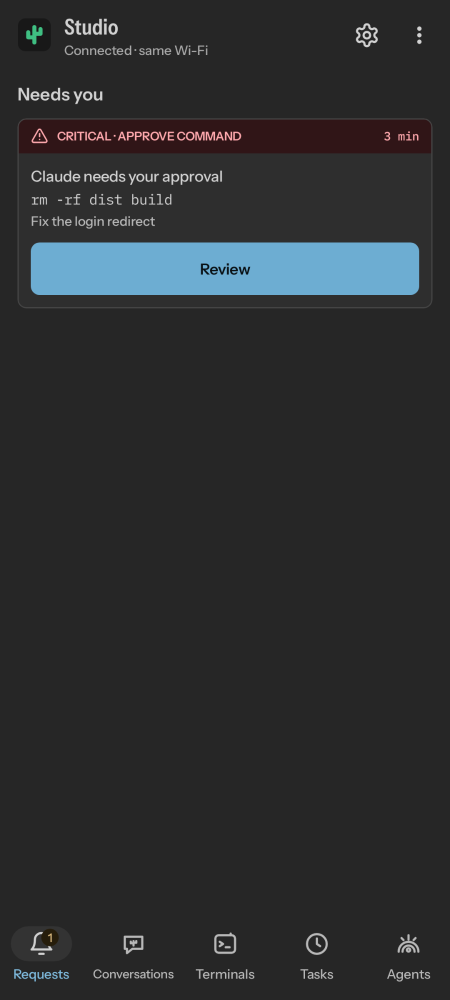 Studio
Connected · same Wi-Fi
Needs you
CRITICAL · APPROVE COMMAND 3 min
Claude needs your approval
rm -rf dist build
Fix the login redirect
Review
1
Requests Conversations Terminals Tasks Agents